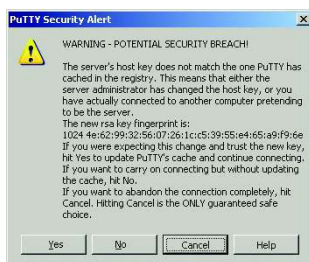 PuTTY Security Alert
WARNING - POTENTIAL SECURITY BREACH!
The server's host key does not match the one PuTTY has
cached in the registry. This means that either the
server administrator has changed the host key, or you
have actually connected to another computer pretending
to be the server.
The new rsa key fingerprint is:
1024 4e:62:99:32:56:07:26:1c:c5:39:55:e4:65:a9:f9:6e
If you were expecting this change and trust the new key,
hit Yes to update PuTTY's cache and continue connecting.
If you want to carry on connecting but without updating
the cache, hit No.
If you want to abandon the connection completely, hit
Cancel. Hitting Cancel is the ONLY guaranteed safe
choice.
Yes No Cancel Help